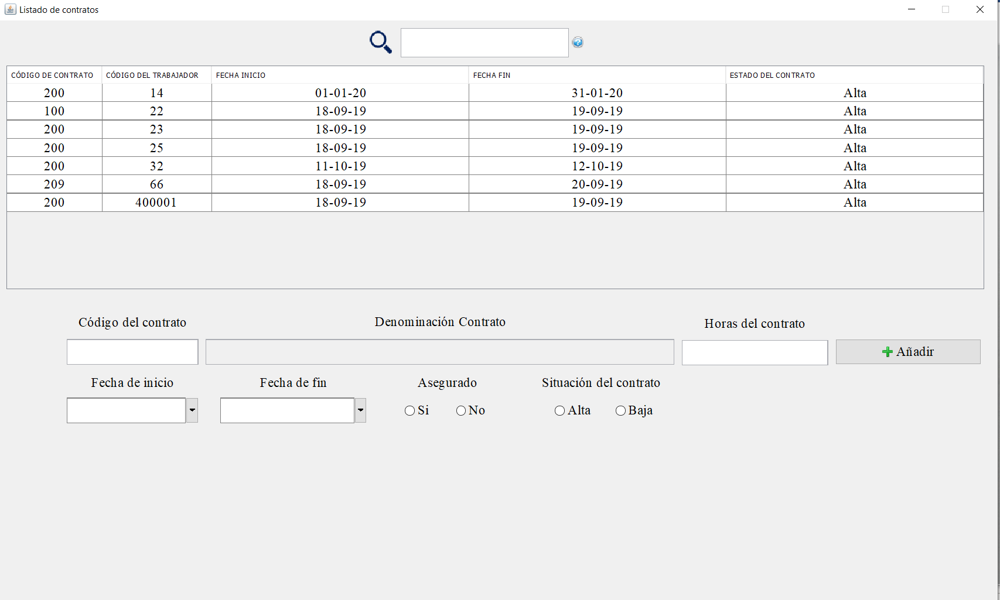 Listado de contratos
CÓDIGO DE CONTRATO CÓDIGO DEL TRABAJADOR FECHA INICIO FECHA FIN ESTADO DEL CONTRATO
200 14 01-01-20 31-01-20 Alta
100 22 18-09-19 19-09-19 Alta
200 23 18-09-19 19-09-19 Alta
200 25 18-09-19 19-09-19 Alta
200 32 11-10-19 12-10-19 Alta
209 66 18-09-19 20-09-19 Alta
200 400001 18-09-19 19-09-19 Alta
Código del contrato Denominación Contrato Horas del contrato
Añadir
Fecha de inicio Fecha de fin Asegurado Situación del contrato
Si No Alta Baja